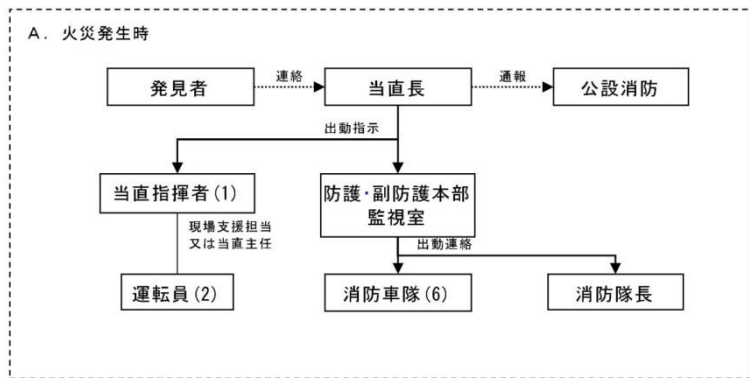 A. 火災発生時
発見者
連絡
当直長
通報
公設消防
出動指示
当直指揮者(1)
防護・副防護本部
監視室
現場支援担当
又は当直主任
出動連絡
運転員(2)
消防車隊(6)
消防隊長